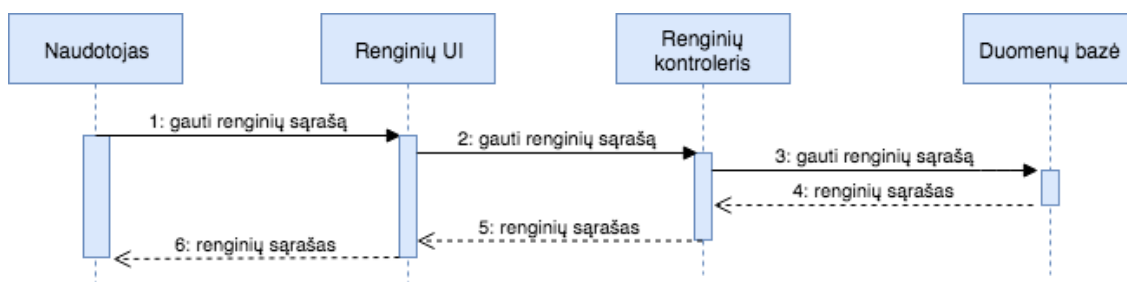 Naudotojas
Renginių UI
Renginių
kontroleris
Duomenų bazė
1: gauti renginių sąrašą
2: gauti renginių sąrašą
3: gauti renginių sąrašą
4: renginių sąrašas
5: renginių sąrašas
6: renginių sąrašas